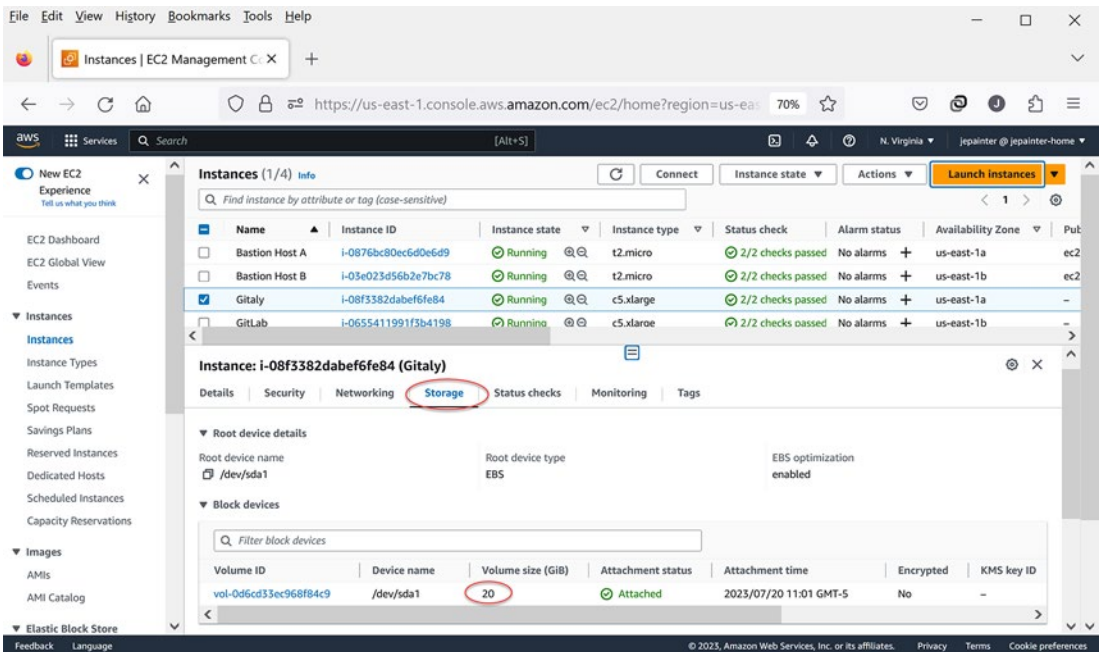 File Edit View History Bookmarks Tools Help
Instances | EC2 Management Co
https://us-east-1.console.aws.amazon.com/ec2/home?region=us-eas 70%
aws Services Search [Alt+S] N. Virginia jepainter @ jepainter-home
New EC2 Experience
Tell us what you think
EC2 Dashboard
EC2 Global View
Events
Instances
Instances
Instance Types
Launch Templates
Spot Requests
Savings Plans
Reserved Instances
Dedicated Hosts
Scheduled Instances
Capacity Reservations
Images
AMIs
AMI Catalog
Elastic Block Store
Instances (1/4) Info Connect Instance state Actions Launch instances
Find instance by attribute or tag (case-sensitive) 1
Name Instance ID Instance state Instance type Status check Alarm status Availability Zone Pub
Bastion Host A i-0876bc80ec6d0e6d9 Running t2.micro 2/2 checks passed No alarms us-east-1a ec2
Bastion Host B i-03e023d56b2e7bc78 Running t2.micro 2/2 checks passed No alarms us-east-1b ec2
Gitaly i-08f3382dabef6fe84 Running c5.xlarge 2/2 checks passed No alarms us-east-1a –
GitLab i-0655411991f3b4198 Running c5.xlarge 2/2 checks passed No alarms us-east-1b –
Instance: i-08f3382dabef6fe84 (Gitaly)
Details Security Networking Storage Status checks Monitoring Tags
Root device details
Root device name Root device type EBS optimization
/dev/sda1 EBS enabled
Block devices
Filter block devices
Volume ID Device name Volume size (GiB) Attachment status Attachment time Encrypted KMS key ID
vol-0d6cd33ec968f84c9 /dev/sda1 20 Attached 2023/07/20 11:01 GMT-5 No –
Feedback Language © 2023, Amazon Web Services, Inc. or its affiliates. Privacy Terms Cookie preferences